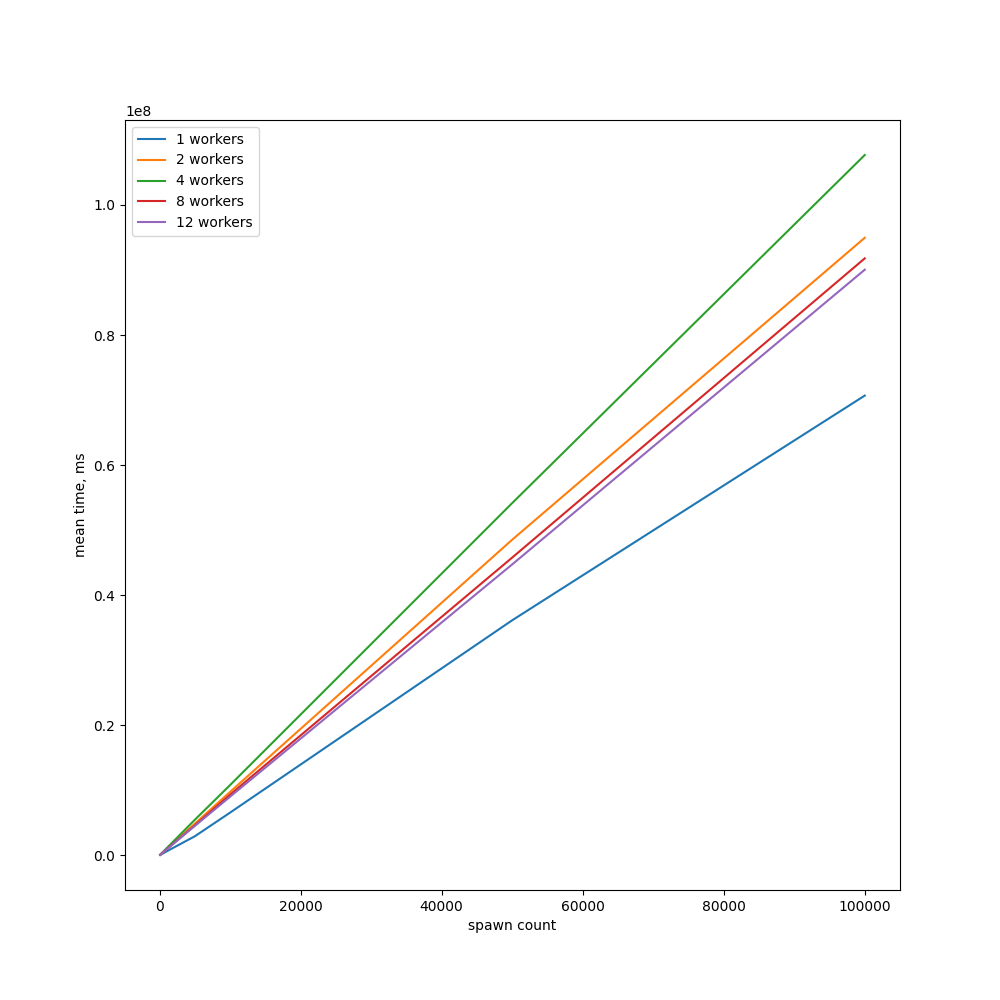 1e8
1 workers
2 workers
4 workers
8 workers
12 workers
1.0
0.8
0.6
0.4
0.2
0.0
mean time, ms
0 20000 40000 60000 80000 100000
spawn count